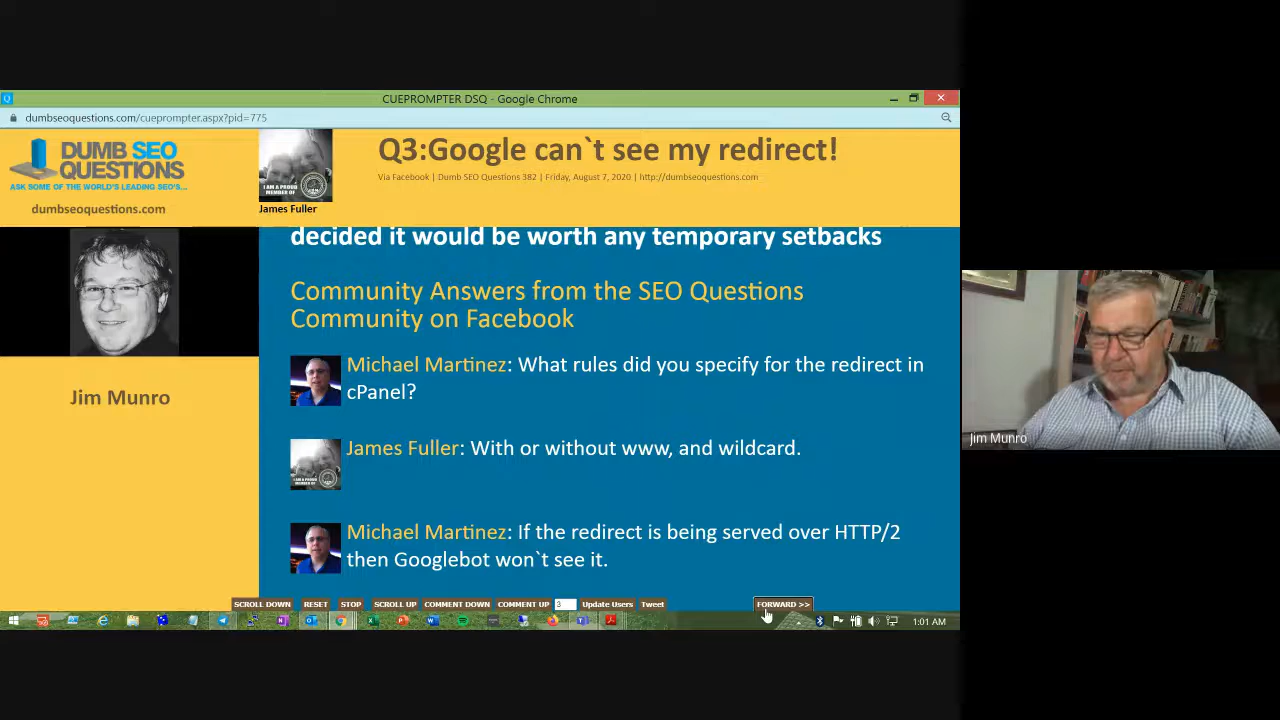 CUEPROMPTER DSQ - Google Chrome
dumbseoquestions.com/cueprompter.aspx?pid=775
DUMB SEO
QUESTIONS
ASK SOME OF THE WORLD'S LEADING SEO'S...
dumbseoquestions.com
I AM A PROUD
MEMBER OF
James Fuller
Q3:Google can`t see my redirect!
Via Facebook | Dumb SEO Questions 382 | Friday, August 7, 2020 | http://dumbseoquestions.com
Jim Munro
decided it would be worth any temporary setbacks
Community Answers from the SEO Questions
Community on Facebook
Michael Martinez: What rules did you specify for the redirect in
cPanel?
James Fuller: With or without www, and wildcard.
Michael Martinez: If the redirect is being served over HTTP/2
then Googlebot won`t see it.
SCROLL DOWN RESET STOP SCROLL UP COMMENT DOWN COMMENT UP 3 Update Users Tweet FORWARD >>
1:01 AM
Jim Munro